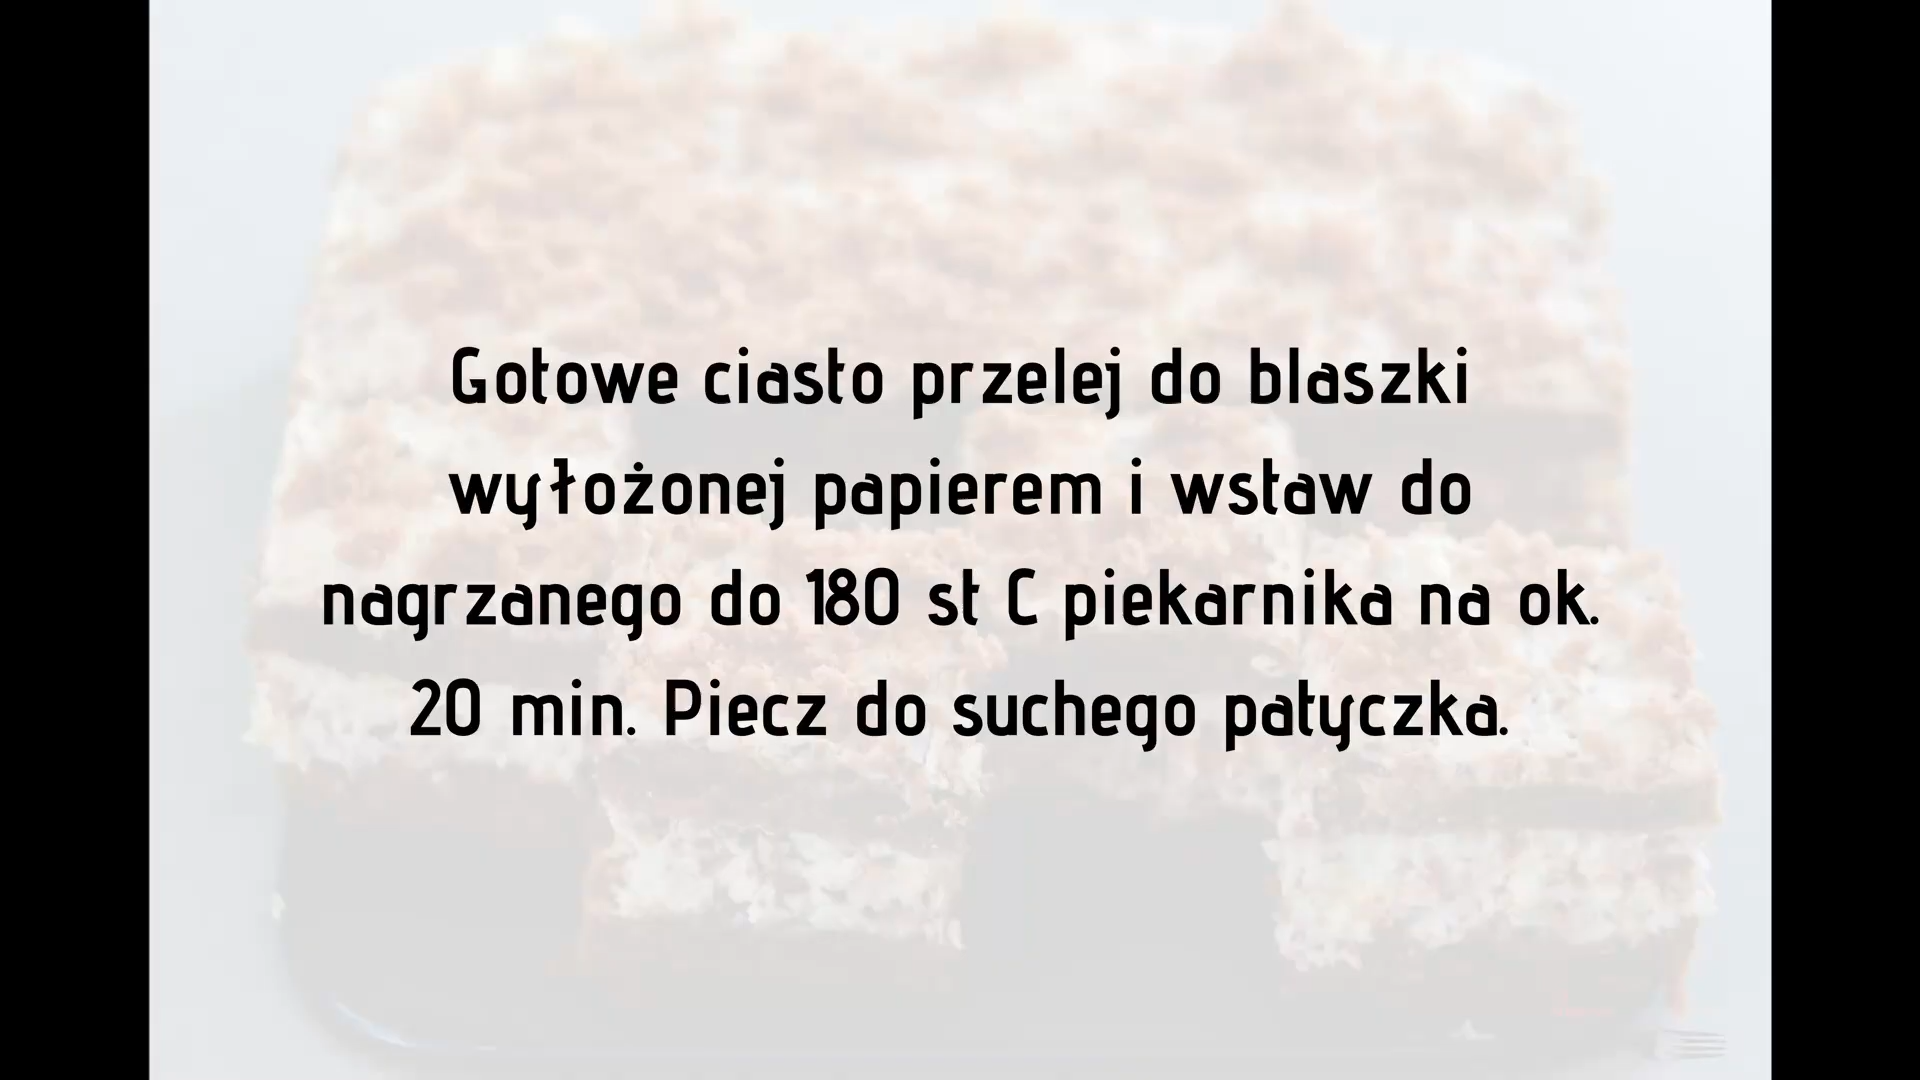 Gotowe ciasto przelej do blaszki
wyłożonej papierem i wstaw do
nagrzanego do 180 st C piekarnika na ok.
20 min. Piecz do suchego patyczka.